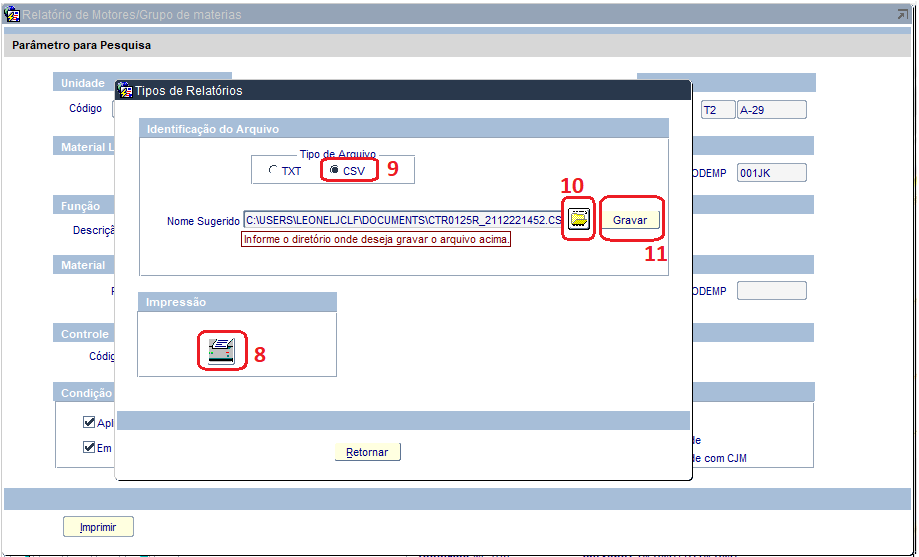 Relatório de Motores/Grupo de materias
Parâmetro para Pesquisa
Unidade
Tipos de Relatórios
Código
T2 A-29
Identificação do Arquivo
Material L
Tipo de Arquivo
TXT CSV 9
ODEMP 001JK
10
Função
Nome Sugerido C:\USERS\LEONELJCLF\DOCUMENTS\CTR0125R_2112221452.CS Gravar
Descriçã
Informe o diretório onde deseja gravar o arquivo acima.
11
Material
ODEMP
Impressão
Controle
8
Códig
Condição
Apl
Em
de
de com CJM
Retornar
Imprimir